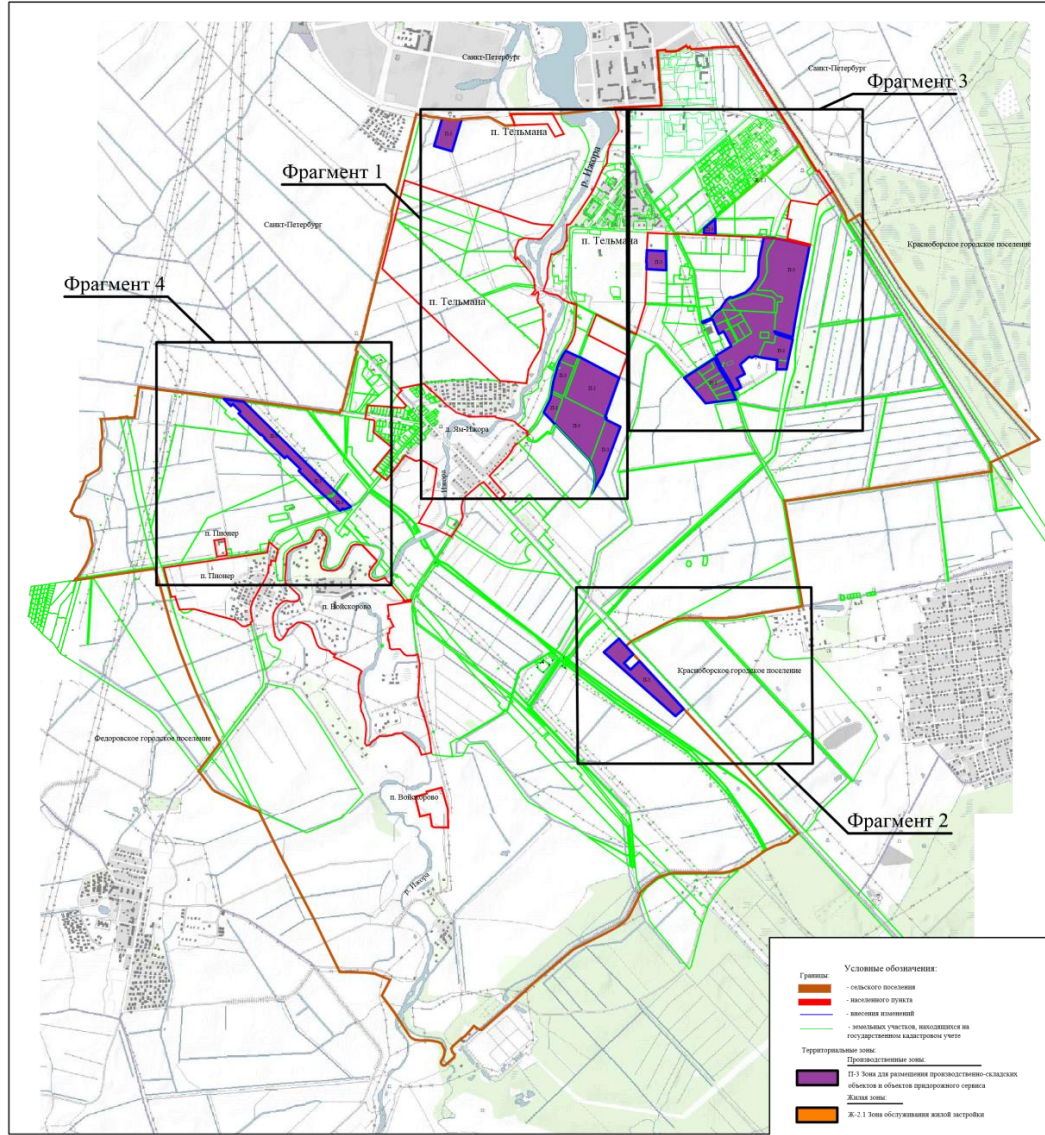 Санкт-Петербург
Санкт-Петербург
Фрагмент 3
п. Тельмана
р. Ижора
Фрагмент 1
Санкт-Петербург
п. Тельмана
Красноборское городское поселение
Фрагмент 4
п. Тельмана
д. Ям-Ижора
Ижора
п. Пионер
п. Пионер
п. Войскорово
Красноборское городское поселение
Федоровское городское поселение
п. Войскорово
Фрагмент 2
р. Ижора
Условные обозначения:
Границы:
- сельского поселения
- населенного пункта
- внесения изменений
- земельных участков, находящихся на
государственном кадастровом учете
Территориальные зоны:
Производственные зоны:
П-3 Зона для размещения производственно-складских
объектов и объектов придорожного сервиса
Жилая зоны:
Ж-2.1 Зона обслуживания жилой застройки